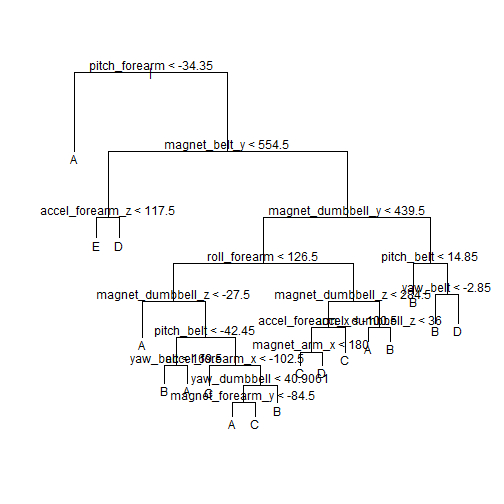 pitch_forearm < -34.35
A
magnet_belt_y < 554.5
accel_forearm_z < 117.5
E
D
magnet_dumbbell_y < 439.5
roll_forearm < 126.5
pitch_belt < 14.85
yaw_belt < -2.85
B
B
D
magnet_dumbbell_z < -27.5
magnet_dumbbell_z < 284.5
A
pitch_belt < -42.45
accel_forearm_x < -100.5
z < 36
magnet_arm_x < 180
C
A
B
C
D
yaw_belt < 169.5
forearm_x < -102.5
B
A
C
yaw_dumbbell < 40.9061
magnet_forearm_y < -84.5
B
A
C